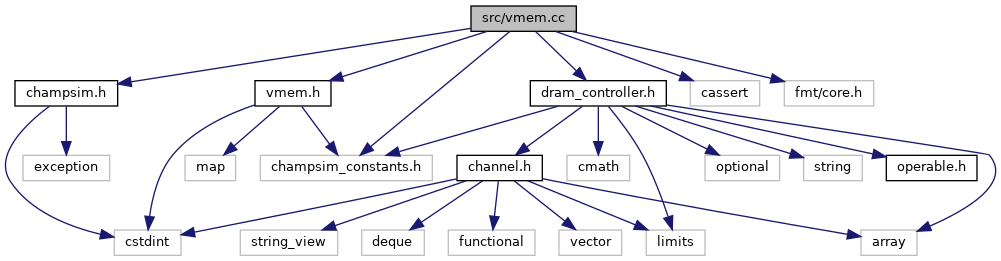 src/vmem.cc
champsim.h
vmem.h
dram_controller.h
cassert
fmt/core.h
exception
map
champsim_constants.h
channel.h
cmath
optional
string
operable.h
cstdint
string_view
deque
functional
vector
limits
array